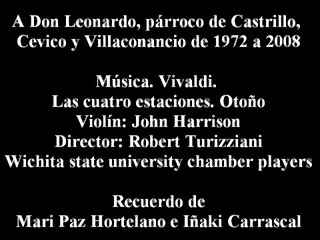 A Don Leonardo, párroco de Castrillo,
Cevico y Villaconancio de 1972 a 2008
Música. Vivaldi.
Las cuatro estaciones. Otoño
Violín: John Harrison
Director: Robert Turizziani
Wichita state university chamber players
Recuerdo de
Mari Paz Hortelano e Iñaki Carrascal